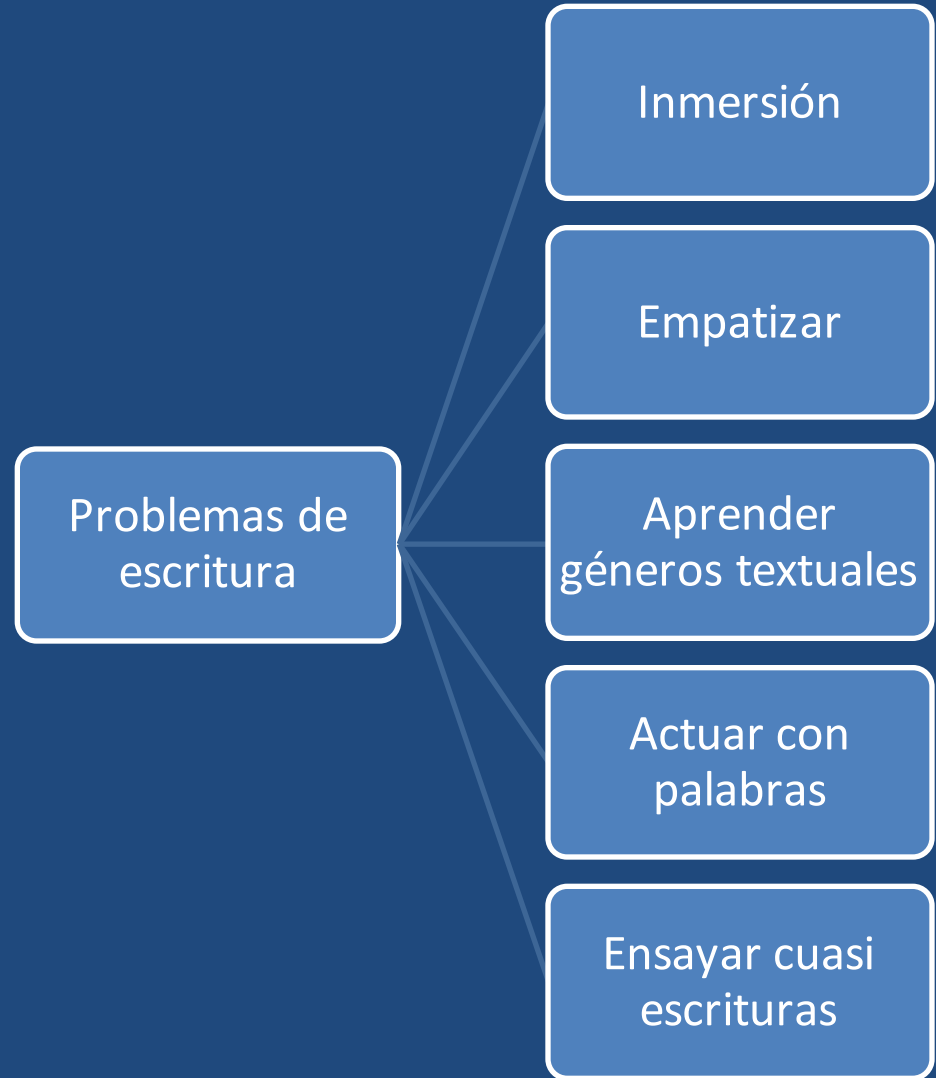 Problemas de
escritura
Inmersión
Empatizar
Aprender
géneros textuales
Actuar con
palabras
Ensayar cuasi
escrituras